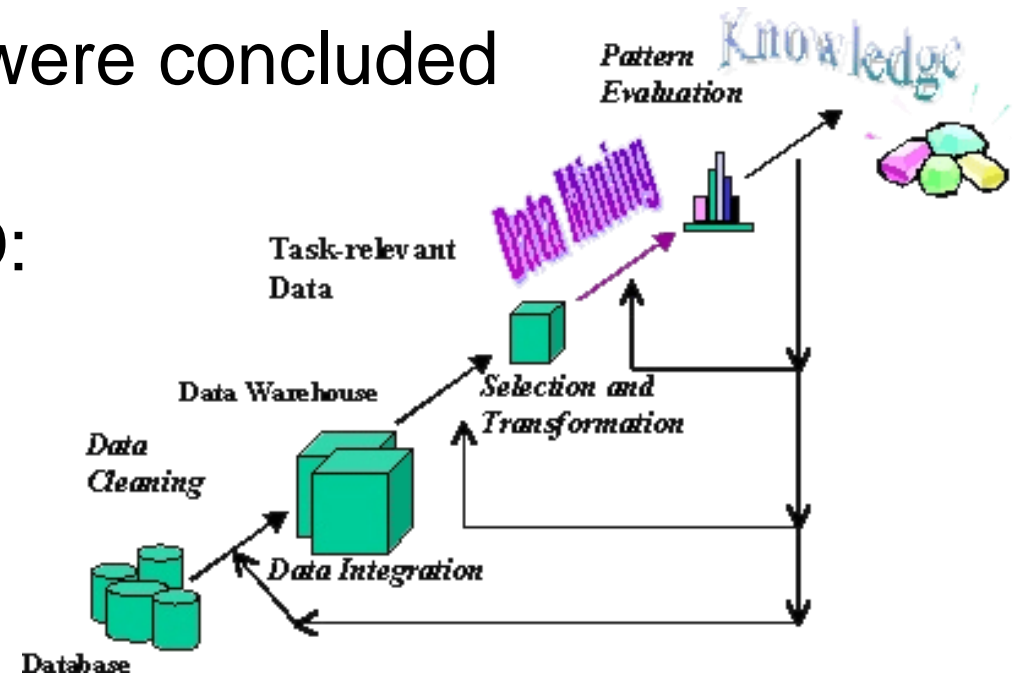 were concluded
Pattern
Evaluation
Knowledge
:
Data Mining
Task-relevant
Data
Data Warehouse
Selection and
Transformation
Data
Cleaning
Data Integration
Database